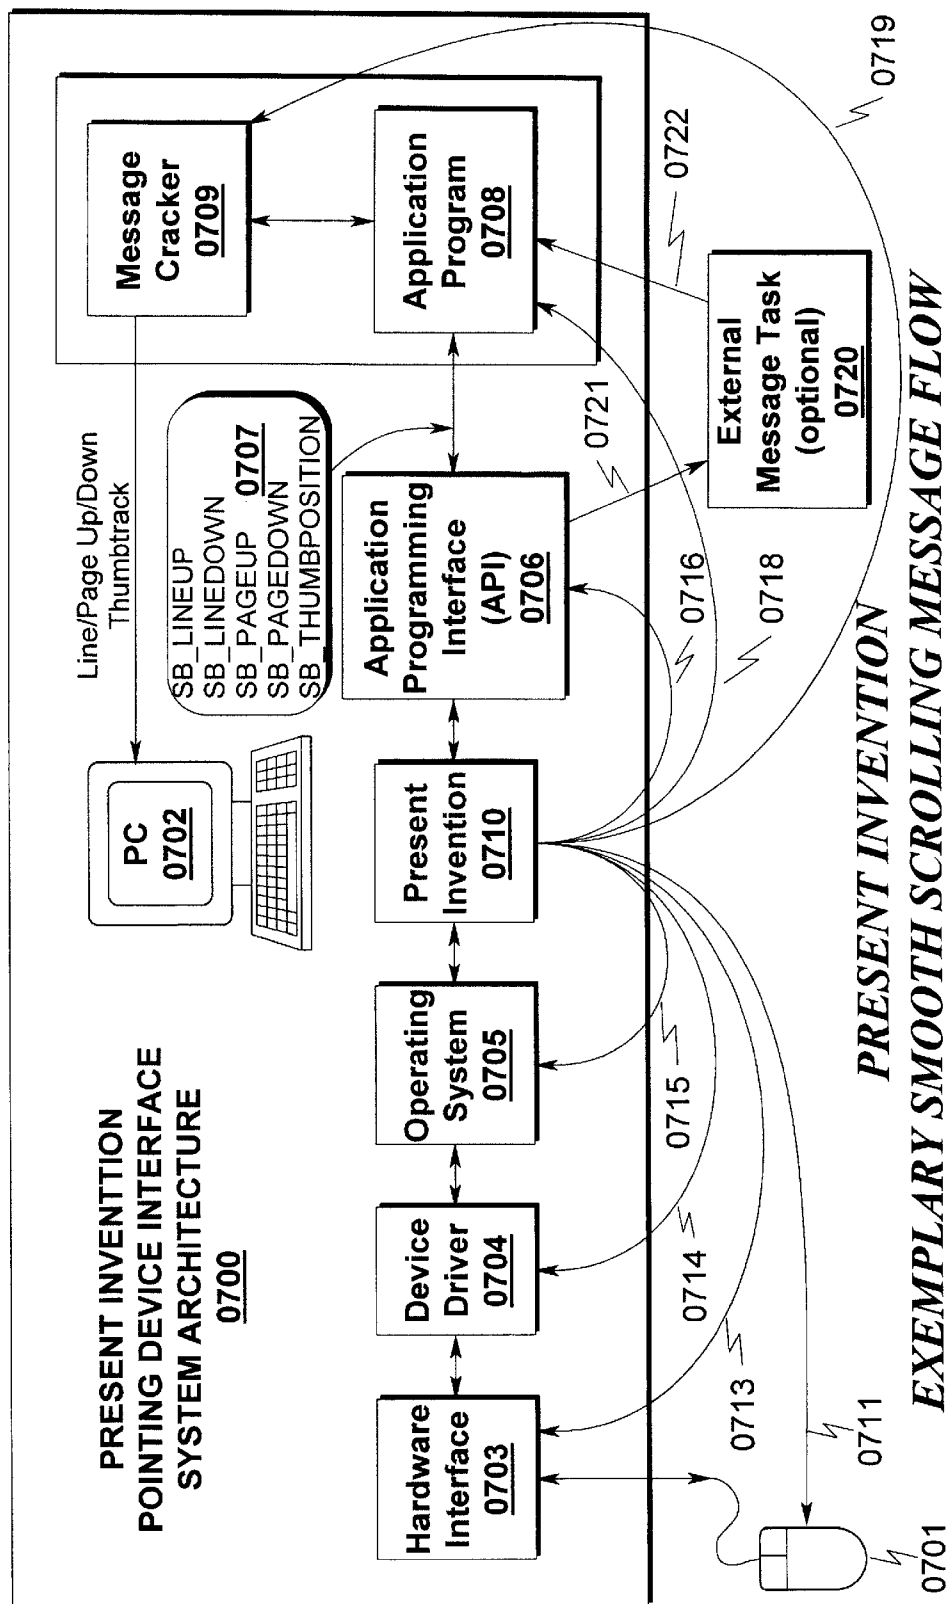 PRESENT INVENTTION
POINTING DEVICE INTERFACE
SYSTEM ARCHITECTURE
0700
PC
0702
Line/Page Up/Down
Thumbtrack
Message
Cracker
0709
SB_LINEUP
SB_LINEDOWN
SB_PAGEUP 0707
SB_PAGEDOWN
SB_THUMBPOSITION
Hardware
Interface
0703
Device
Driver
0704
Operating
System
0705
Present
Invention
0710
Application
Programming
Interface
(API)
0706
Application
Program
0708
0721
0722
0719
External
Message Task
(optional)
0720
0716
0718
0715
0714
0713
0711
0701
PRESENT INVENTION
EXEMPLARY SMOOTH SCROLLING MESSAGE FLOW